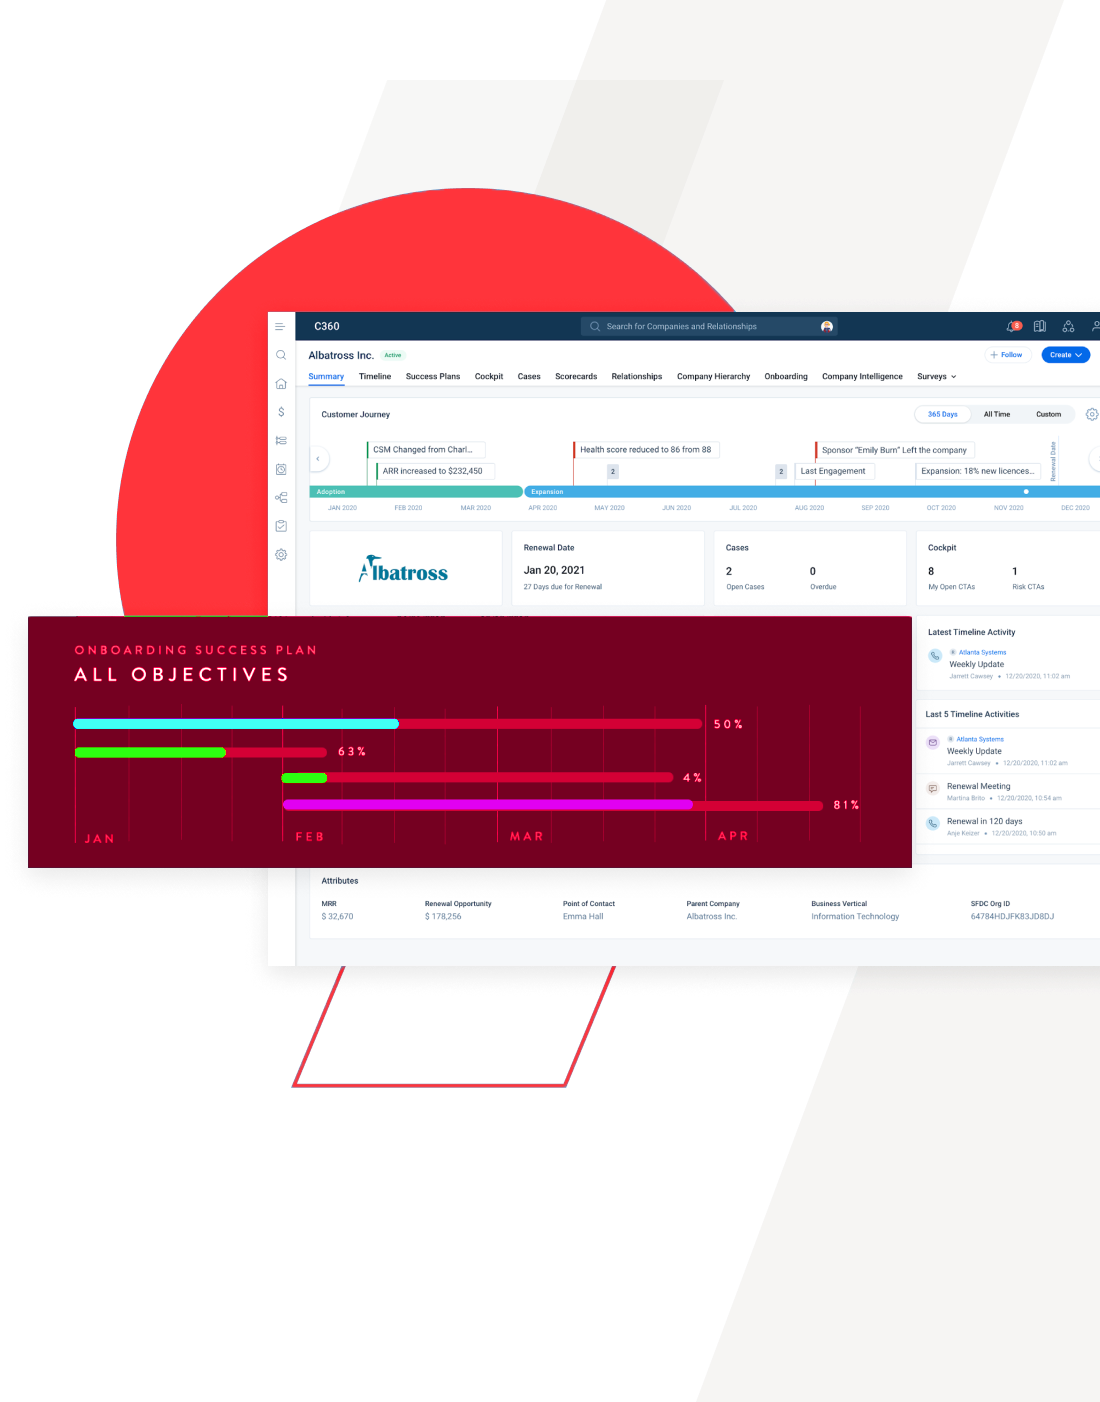 C360
Search for Companies and Relationships
8
Albatross Inc. Active
+ Follow
Create
Summary Timeline Success Plans Cockpit Cases Scorecards Relationships Company Hierarchy Onboarding Company Intelligence Surveys
Customer Journey
365 Days All Time Custom
CSM Changed from Charl...
Health score reduced to 86 from 88
Sponsor "Emily Burn" Left the company
Renewal Date
ARR increased to $232,450
2
2
Last Engagement
Expansion: 18% new licences...
Adoption
Expansion
JAN 2020 FEB 2020 MAR 2020 APR 2020 MAY 2020 JUN 2020 JUL 2020 AUG 2020 SEP 2020 OCT 2020 NOV 2020 DEC 2020
Albatross
Renewal Date
Jan 20, 2021
27 Days due for Renewal
Cases
2 0
Open Cases Overdue
Cockpit
8 1
My Open CTAs Risk CTAs
ONBOARDING SUCCESS PLAN
ALL OBJECTIVES
50%
63%
4%
81%
JAN FEB MAR APR
Latest Timeline Activity
Atlanta Systems
Weekly Update
Jarrett Cawsey • 12/20/2020, 11:02 am
Last 5 Timeline Activities
Atlanta Systems
Weekly Update
Jarrett Cawsey • 12/20/2020, 11:02 am
Renewal Meeting
Martina Brito • 12/20/2020, 10:54 am
Renewal in 120 days
Anje Keizer • 12/20/2020, 10:50 am
Attributes
MRR Renewal Opportunity Point of Contact Parent Company Business Vertical SFDC Org ID
$ 32,670 $ 178,256 Emma Hall Albatross Inc. Information Technology 64784HDJFK83JD8DJ